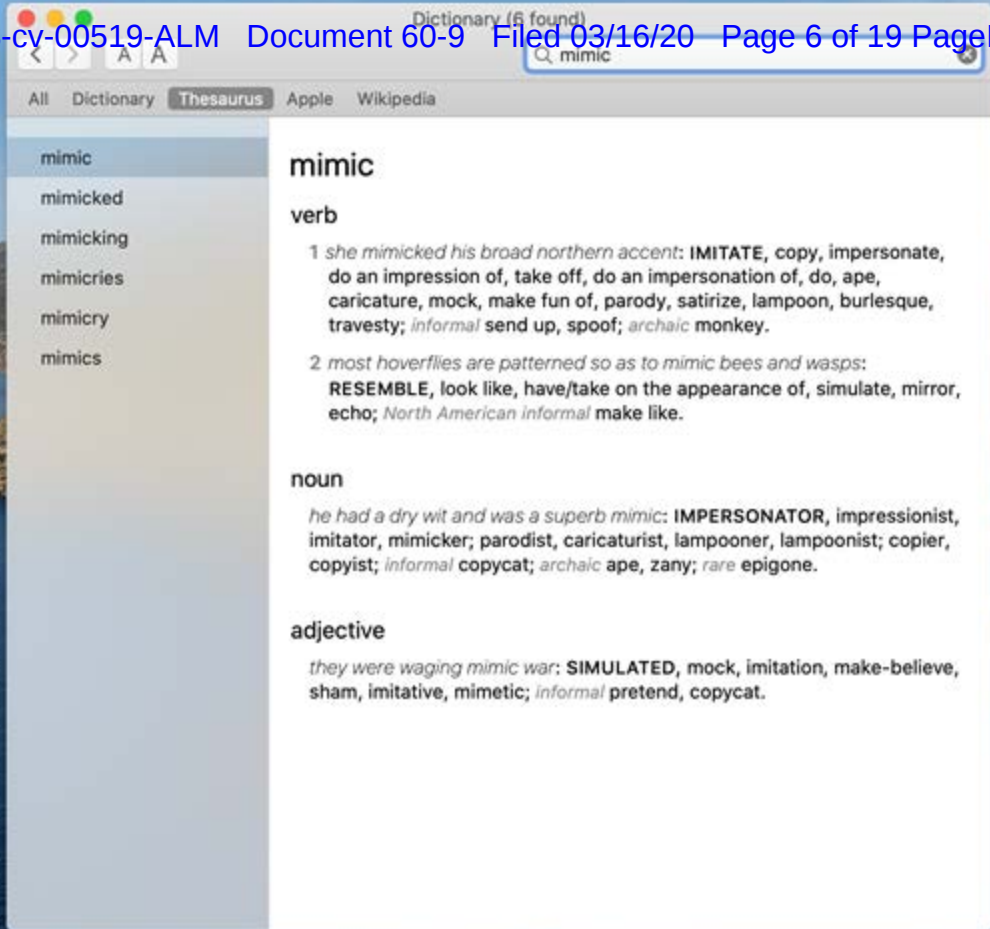 Dictionary (6 found)
-cv-00519-ALM Document 60-9 Filed 03/16/20 Page 6 of 19 Page
< > A A mimic
All Dictionary Thesaurus Apple Wikipedia
mimic
mimicked
mimicking
mimicries
mimicry
mimics
mimic
verb
1 she mimicked his broad northern accent: IMITATE, copy, impersonate,
do an impression of, take off, do an impersonation of, do, ape,
caricature, mock, make fun of, parody, satirize, lampoon, burlesque,
travesty; informal send up, spoof; archaic monkey.
2 most hoverflies are patterned so as to mimic bees and wasps:
RESEMBLE, look like, have/take on the appearance of, simulate, mirror,
echo; North American informal make like.
noun
he had a dry wit and was a superb mimic: IMPERSONATOR, impressionist,
imitator, mimicker; parodist, caricaturist, lampooner, lampoonist; copier,
copyist; informal copycat; archaic ape, zany; rare epigone.
adjective
they were waging mimic war: SIMULATED, mock, imitation, make-believe,
sham, imitative, mimetic; informal pretend, copycat.